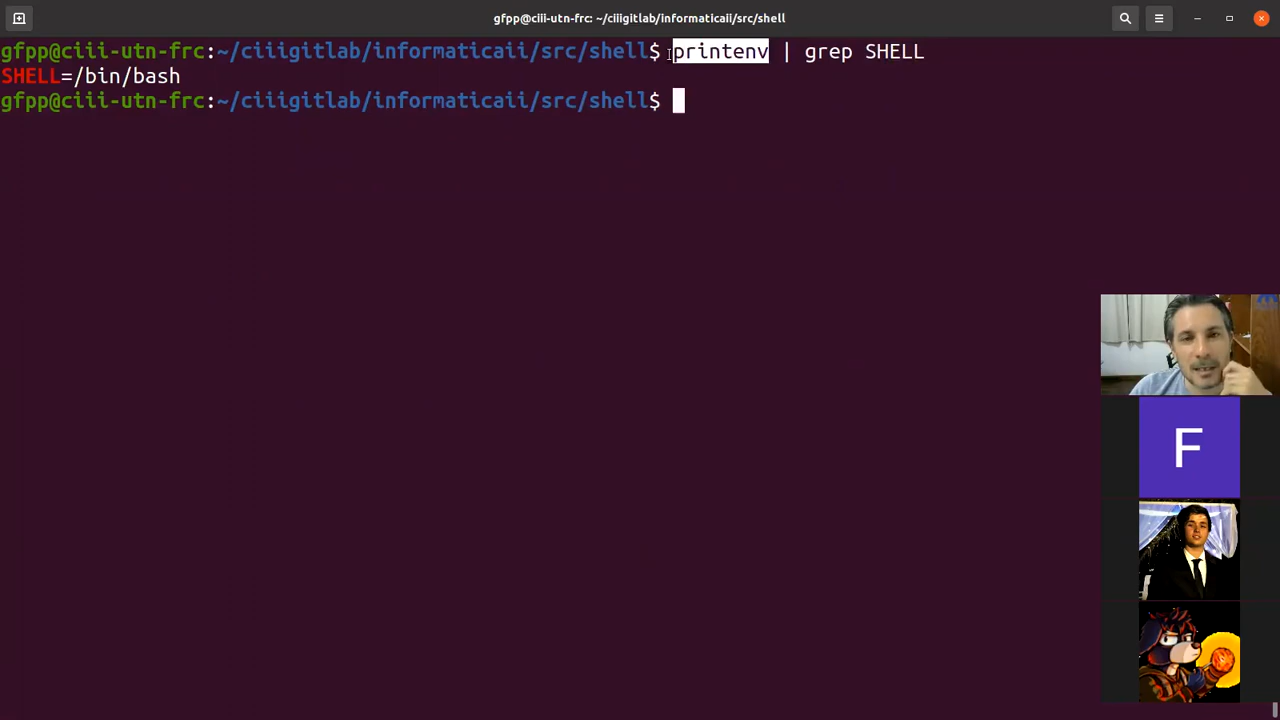 gfpp@ciii-utn-frc: ~/ciiigitlab/informaticaii/src/shell
gfpp@ciii-utn-frc:~/ciiigitlab/informaticaii/src/shell$ printenv | grep SHELL
SHELL=/bin/bash
gfpp@ciii-utn-frc:~/ciiigitlab/informaticaii/src/shell$
F